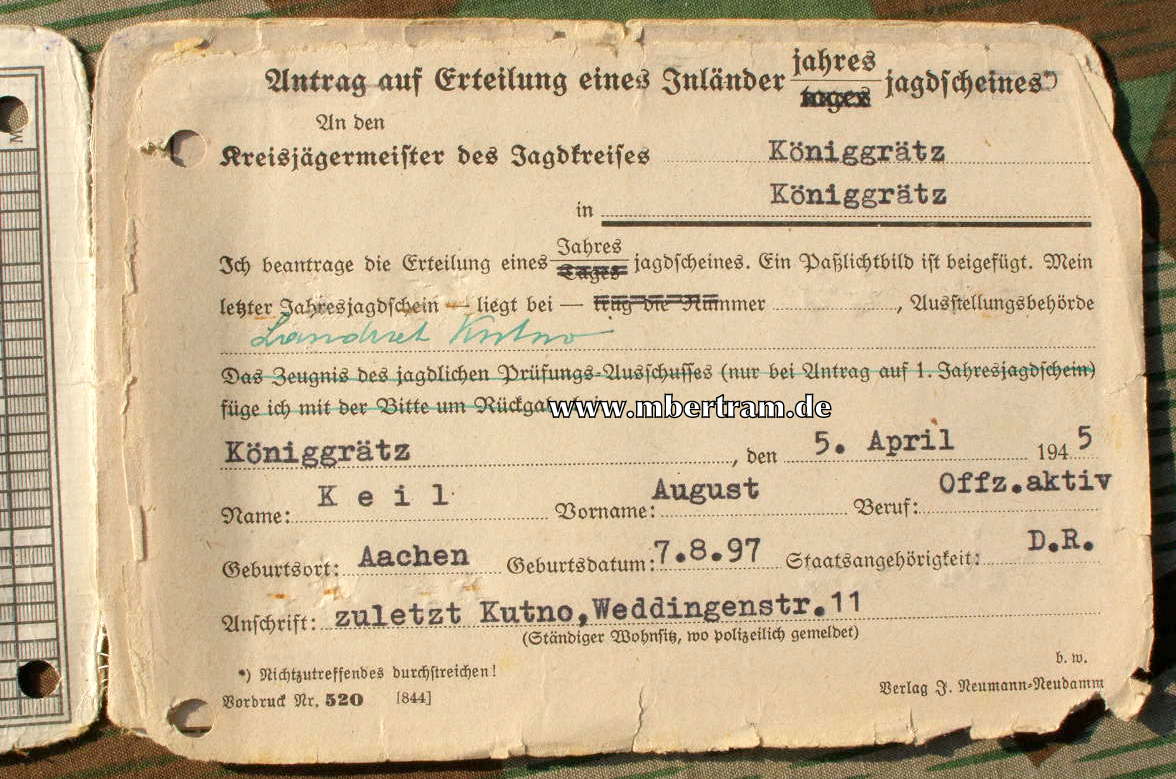 Antrag auf Erteilung eines Inländer jahres jagdscheines*)
tages
An den
Kreisjägermeister des Jagdkreises Königgrätz
in Königgrätz
Ich beantrage die Erteilung eines Jahres jagdscheines. Ein Paßlichtbild ist beigefügt. Mein
Tages
letzter Jahresjagdschein — liegt bei — trug die Nummer ........, Ausstellungsbehörde
Landrat Kutno
Das Zeugnis des jagdlichen Prüfungs-Ausschusses (nur bei Antrag auf 1. Jahresjagdschein)
füge ich mit der Bitte um
www.mbertram.de
Königgrätz, den 5. April 1945
Name: Keil Vorname: August Beruf: Offz.aktiv
Geburtsort: Aachen Geburtsdatum: 7.8.97 Staatsangehörigkeit: D.R.
Anschrift: zuletzt Kutno,Weddingenstr.11
(Ständiger Wohnsitz, wo polizeilich gemeldet)
*) Nichtzutreffendes durchstreichen!
b. w.
Vordruck Nr. 520 [844]
Verlag J. Neumann-Neudamm